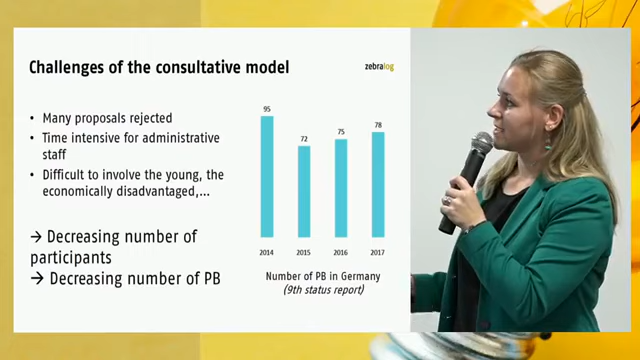 Challenges of the consultative model
zebralog
• Many proposals rejected
• Time intensive for administrative
staff
• Difficult to involve the young, the
economically disadvantaged,...
→ Decreasing number of
participants
→ Decreasing number of PB
95
72
75
78
2014 2015 2016 2017
Number of PB in Germany
(9th status report)